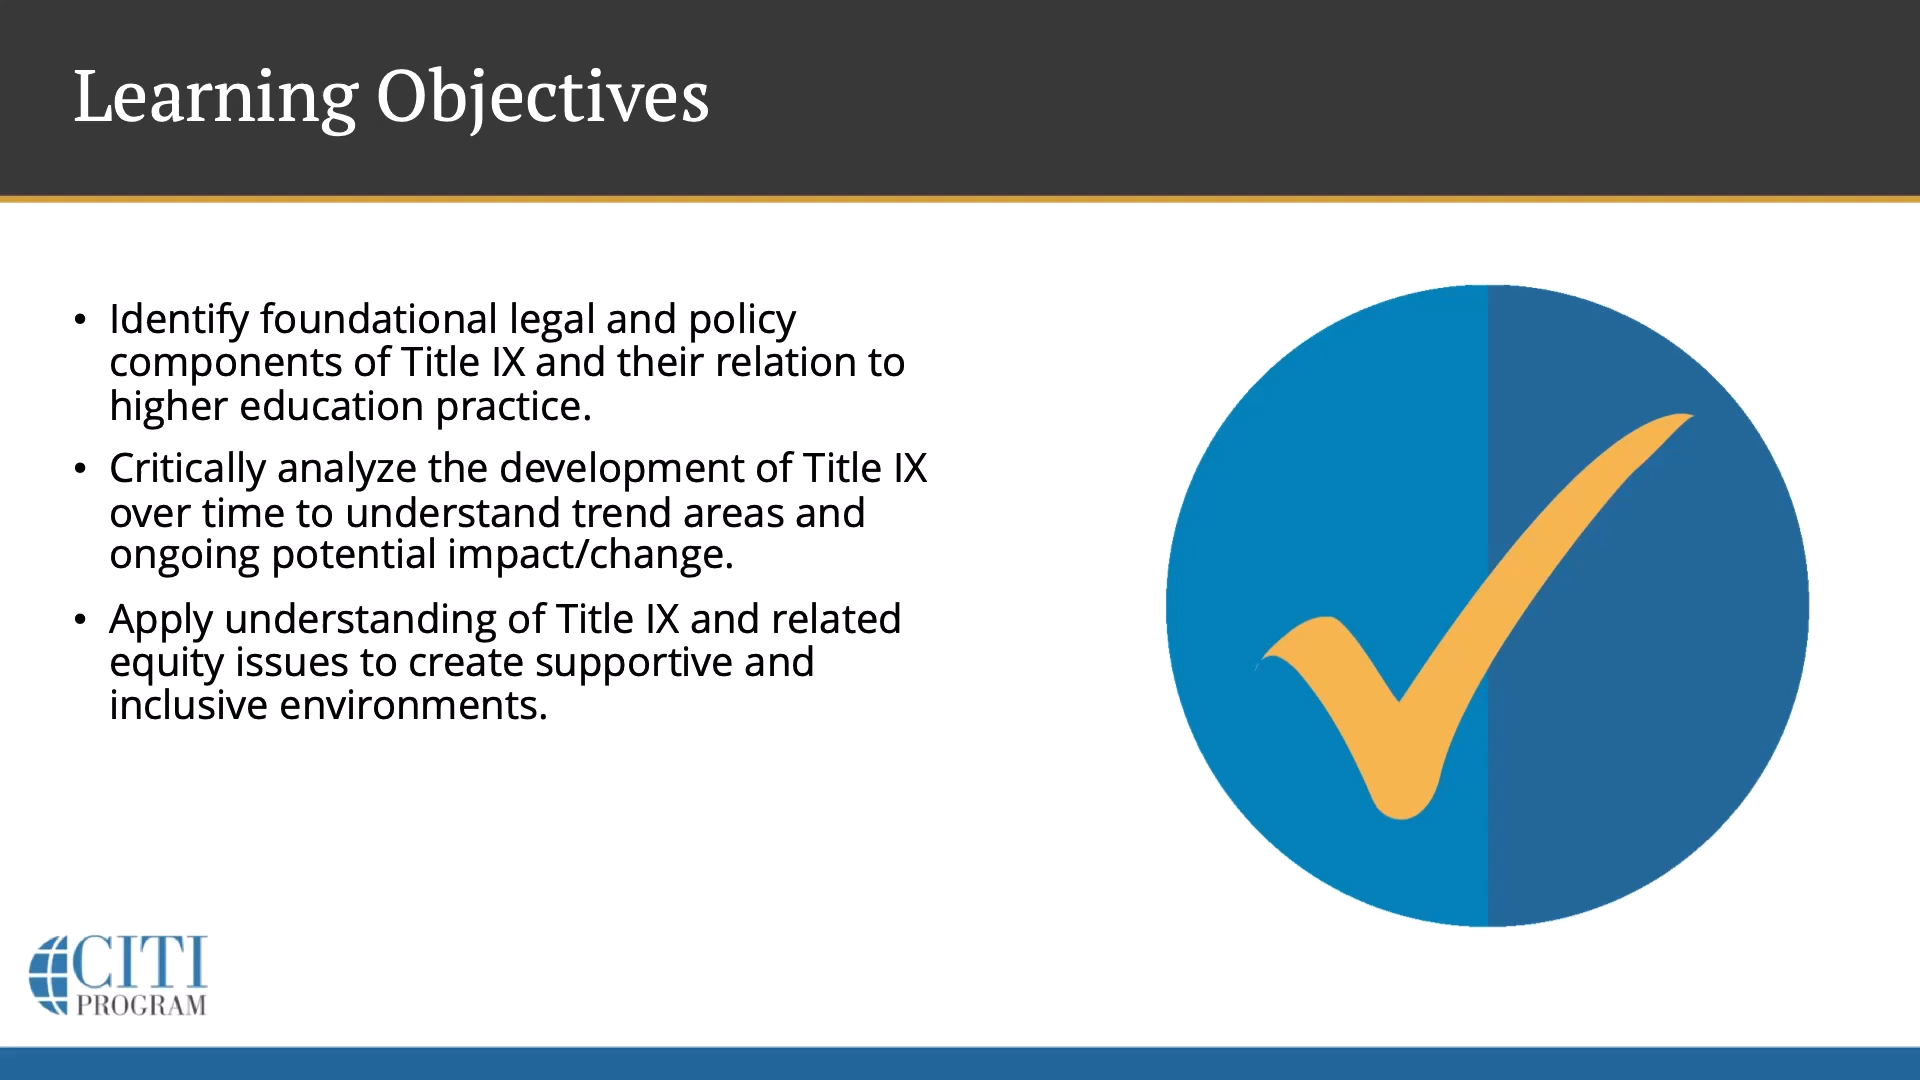 Learning Objectives
• Identify foundational legal and policy
components of Title IX and their relation to
higher education practice.
• Critically analyze the development of Title IX
over time to understand trend areas and
ongoing potential impact/change.
• Apply understanding of Title IX and related
equity issues to create supportive and
inclusive environments.
CITI
PROGRAM